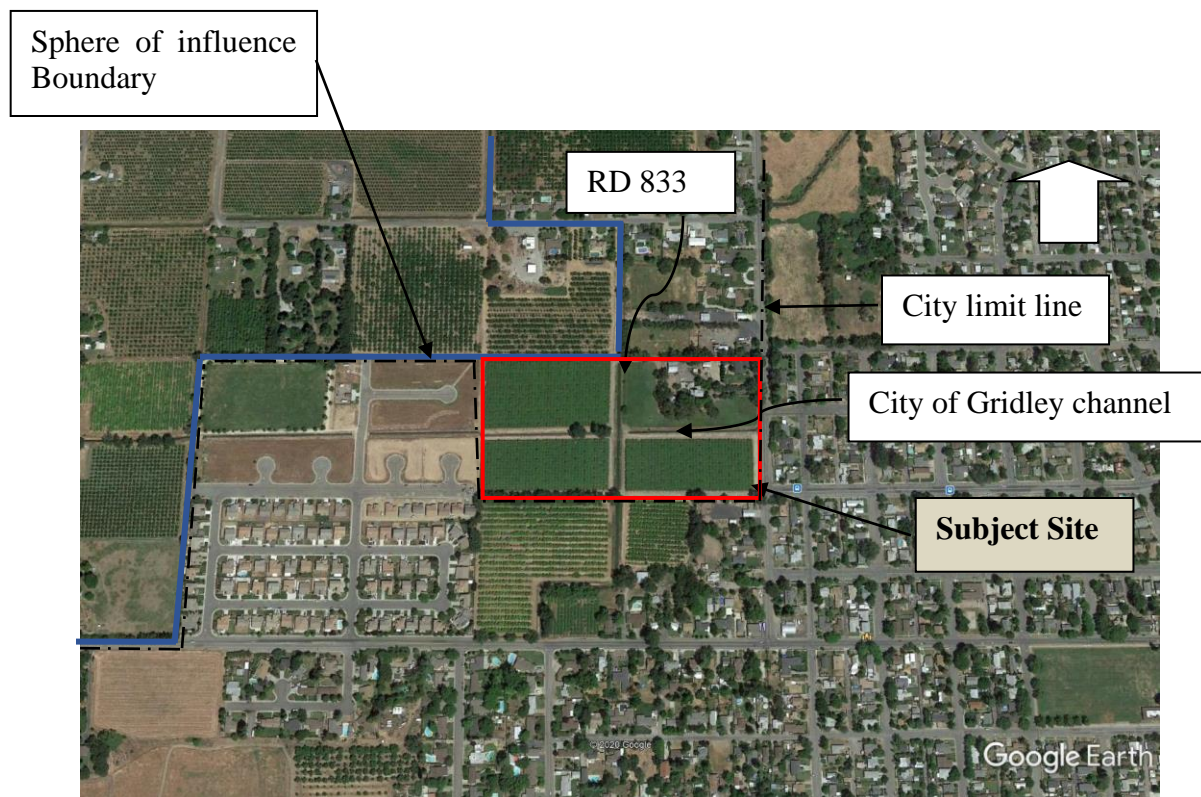 Sphere of influence
Boundary
RD 833
City limit line
City of Gridley channel
Subject Site
©2020 Google
Google Earth